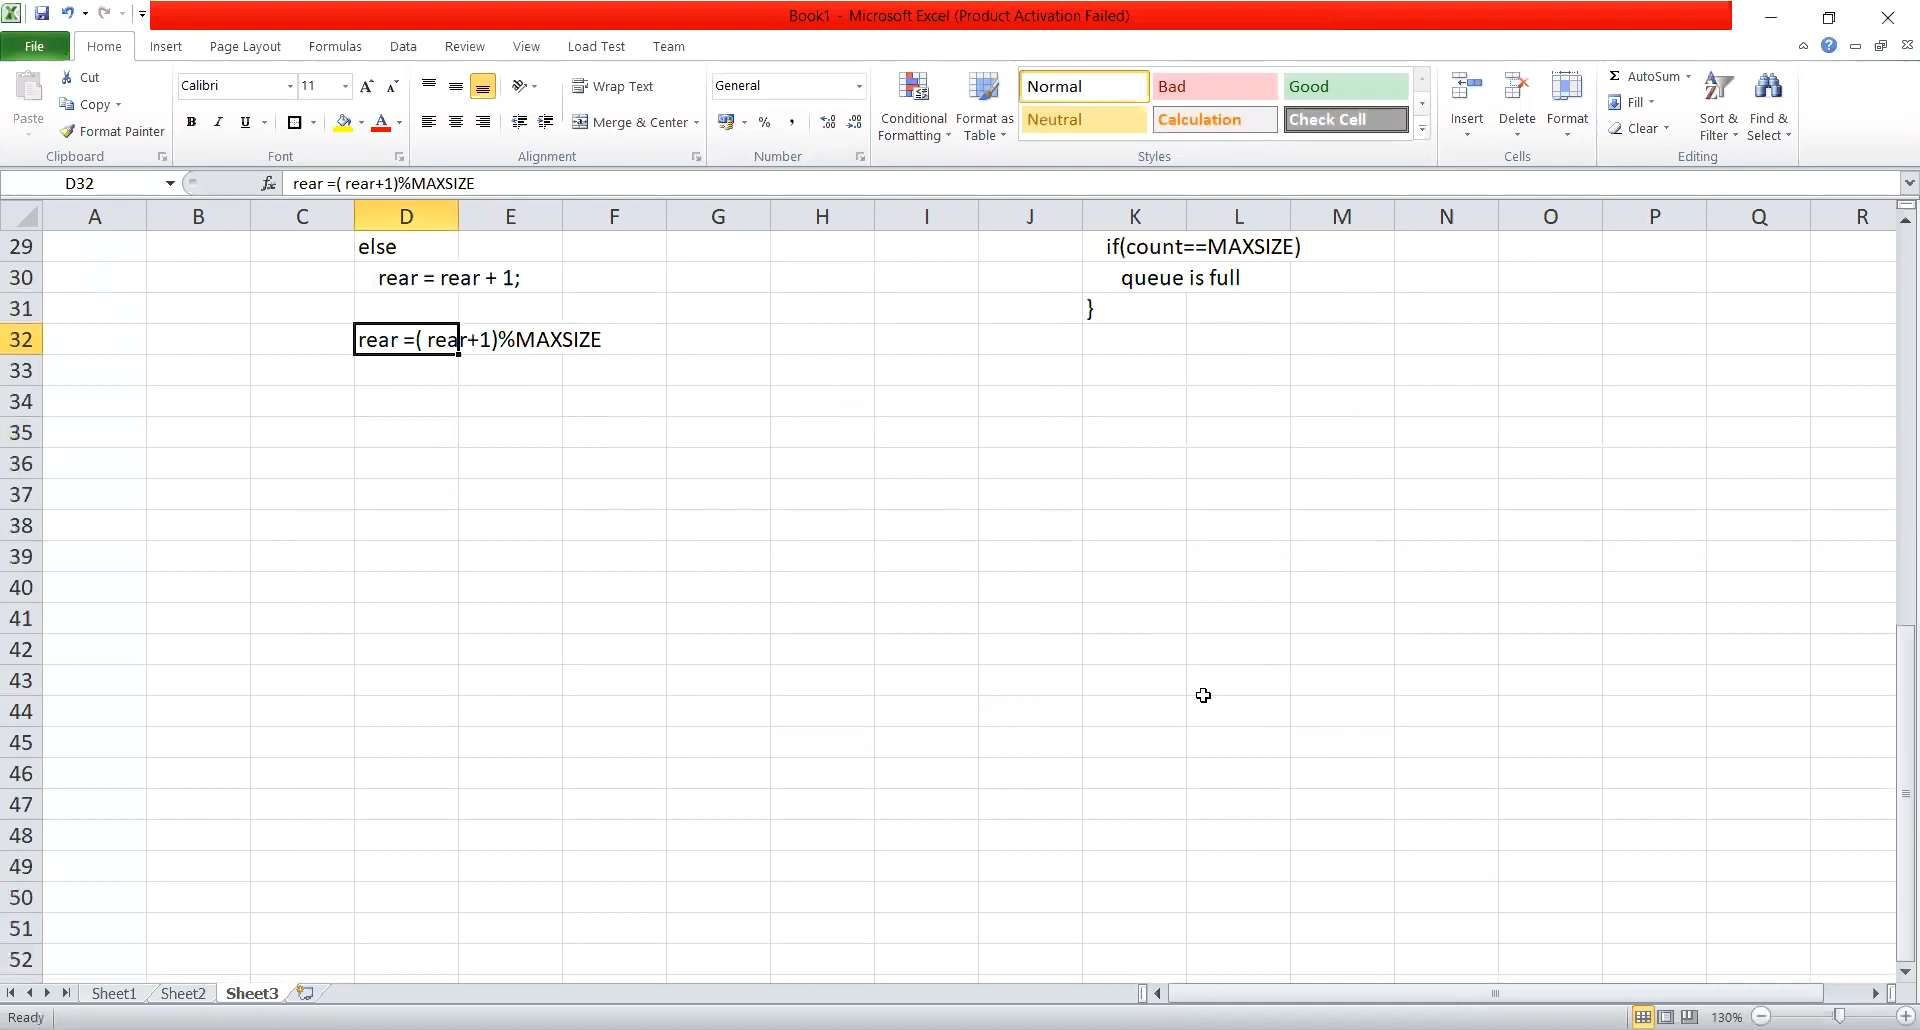 Book1 - Microsoft Excel (Product Activation Failed)
File Home Insert Page Layout Formulas Data Review View Load Test Team
Paste
Cut
Copy
Format Painter
Clipboard
Calibri 11
B I U
Font
Wrap Text
Merge & Center
Alignment
General
Number
Conditional Formatting
Format as Table
Normal Bad Good
Neutral Calculation Check Cell
Styles
Insert Delete Format
Cells
AutoSum
Fill
Clear
Sort & Filter
Find & Select
Editing
D32 fx rear =( rear+1)%MAXSIZE
A B C D E F G H I J K L M N O P Q R
29 else if(count==MAXSIZE)
30 rear = rear + 1; queue is full
31 }
32 rear =( rear+1)%MAXSIZE
33
34
35
36
37
38
39
40
41
42
43
44
45
46
47
48
49
50
51
52
Sheet1 Sheet2 Sheet3
Ready 130%